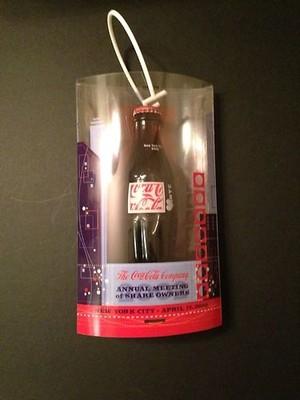 Coca-Cola
The Coca-Cola Company
ANNUAL MEETING
of SHARE OWNERS
NEW YORK CITY · APRIL